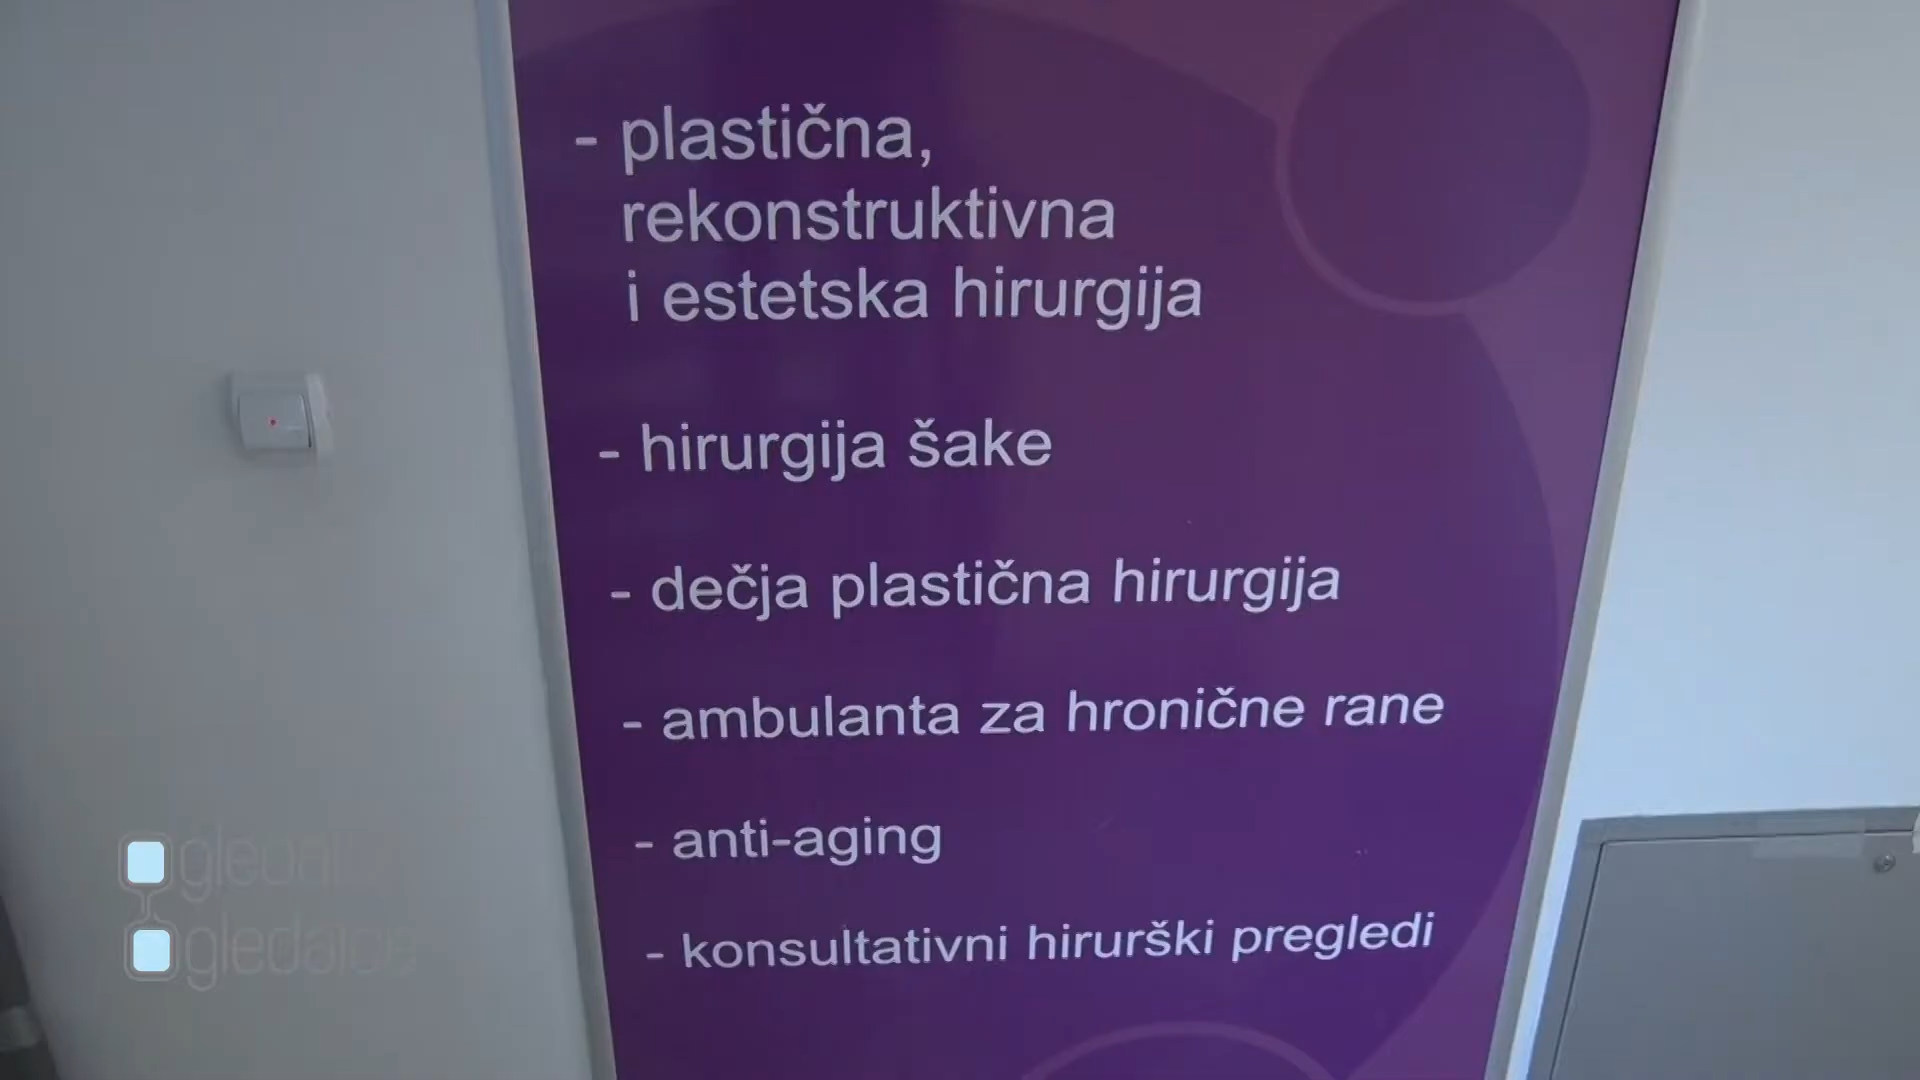 - plastična,
rekonstruktivna
i estetska hirurgija
- hirurgija šake
- dečja plastična hirurgija
- ambulanta za hronične rane
- anti-aging
- konsultativni hirurški pregledi